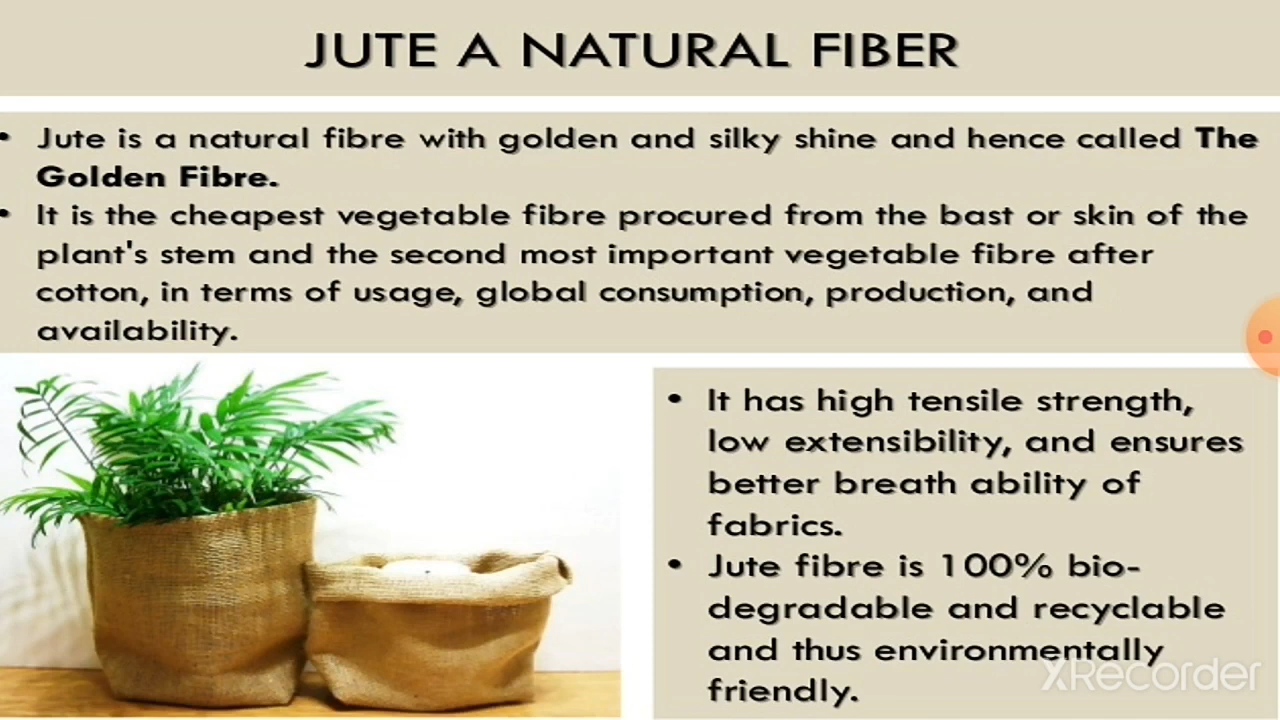 JUTE A NATURAL FIBER
• Jute is a natural fibre with golden and silky shine and hence called The
Golden Fibre.
• It is the cheapest vegetable fibre procured from the bast or skin of the
plant's stem and the second most important vegetable fibre after
cotton, in terms of usage, global consumption, production, and
availability.
• It has high tensile strength,
low extensibility, and ensures
better breath ability of
fabrics.
• Jute fibre is 100% bio-
degradable and recyclable
and thus environmentally
friendly.
XRecorder